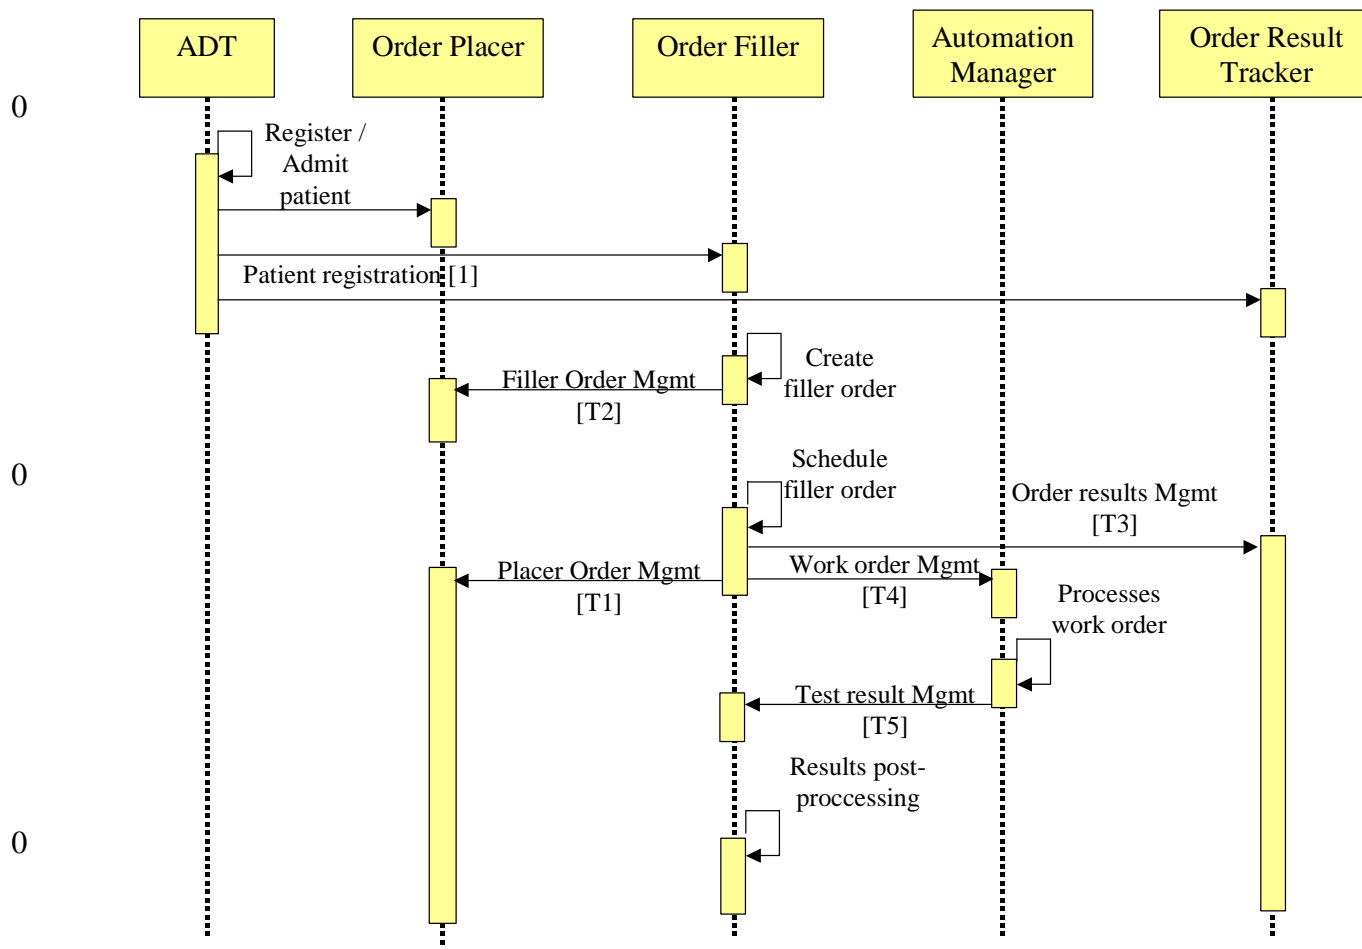 ADT
Order Placer
Order Filler
Automation
Manager
Order Result
Tracker
0
Register /
Admit
patient
Patient registration [1]
Create
filler order
Filler Order Mgmt
[T2]
0
Schedule
filler order
Order results Mgmt
[T3]
Placer Order Mgmt
[T1]
Work order Mgmt
[T4]
Processes
work order
Test result Mgmt
[T5]
Results post-
proccessing
0